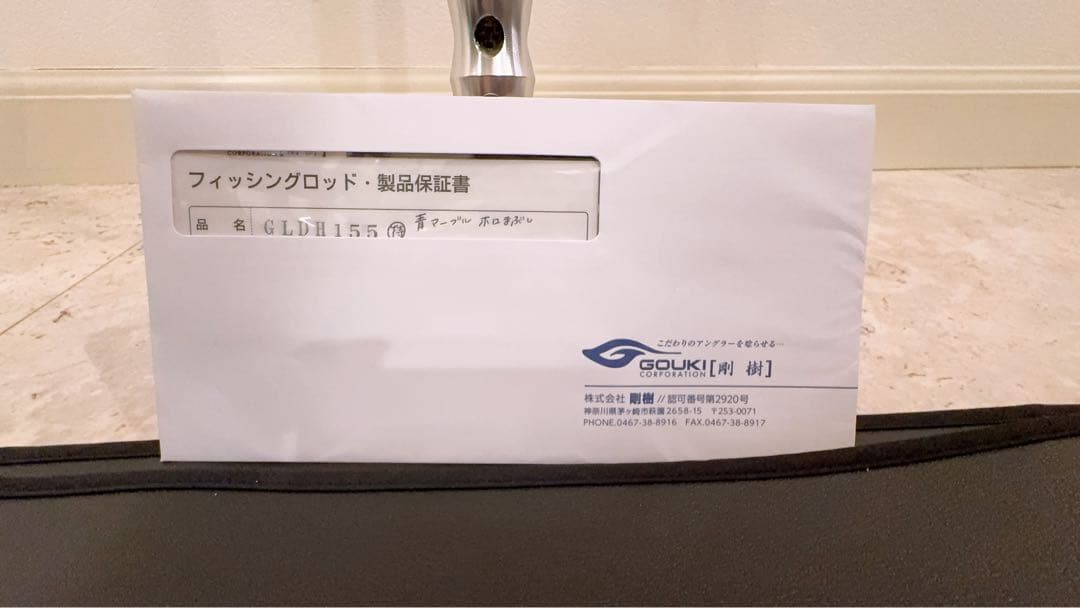 フィッシングロッド・製品保証書
品名 GLDH155 青マーブル ホロまぶし
こだわりのアングラーを唸らせる…
GOUKI [剛樹]
CORPORATION
株式会社 剛樹 // 認可番号第2920号
神奈川県茅ヶ崎市萩園2658-15 〒253-0071
PHONE.0467-38-8916 FAX.0467-38-8917